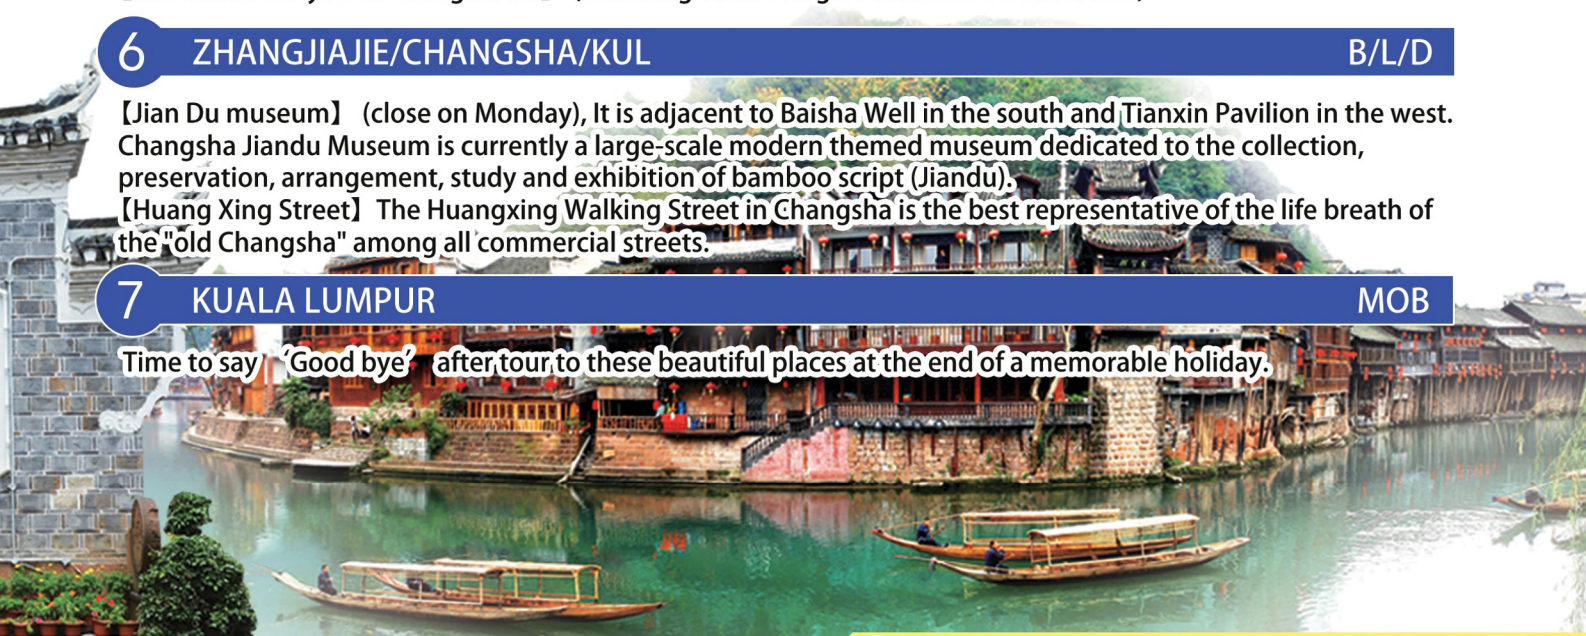 6 ZHANGJIAJIE/CHANGSHA/KUL B/L/D
【Jian Du museum】 (close on Monday), It is adjacent to Baisha Well in the south and Tianxin Pavilion in the west.
Changsha Jiandu Museum is currently a large-scale modern themed museum dedicated to the collection,
preservation, arrangement, study and exhibition of bamboo script (Jiandu).
【Huang Xing Street】 The Huangxing Walking Street in Changsha is the best representative of the life breath of
the "old Changsha" among all commercial streets.
7 KUALA LUMPUR MOB
Time to say ‘Good bye’ after tour to these beautiful places at the end of a memorable holiday.